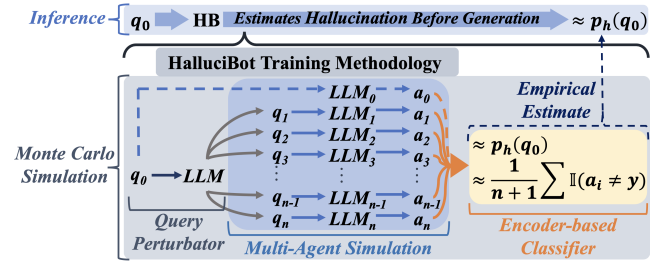 Inference q₀ HB Estimates Hallucination Before Generation ≈ pₕ(q₀)
HalluciBot Training Methodology
Monte Carlo
Simulation
q₀ LLM
Query
Perturbator
LLM₀ a₀
q₁ LLM₁ a₁
q₂ LLM₂ a₂
q₃ LLM₃ a₃
⋮ ⋮ ⋮
qₙ₋₁ LLMₙ₋₁ aₙ₋₁
qₙ LLMₙ aₙ
Multi-Agent Simulation
Empirical
Estimate
≈ pₕ(q₀)
≈ 1/(n + 1) ∑ 𝕀(aᵢ ≠ y)
Encoder-based
Classifier